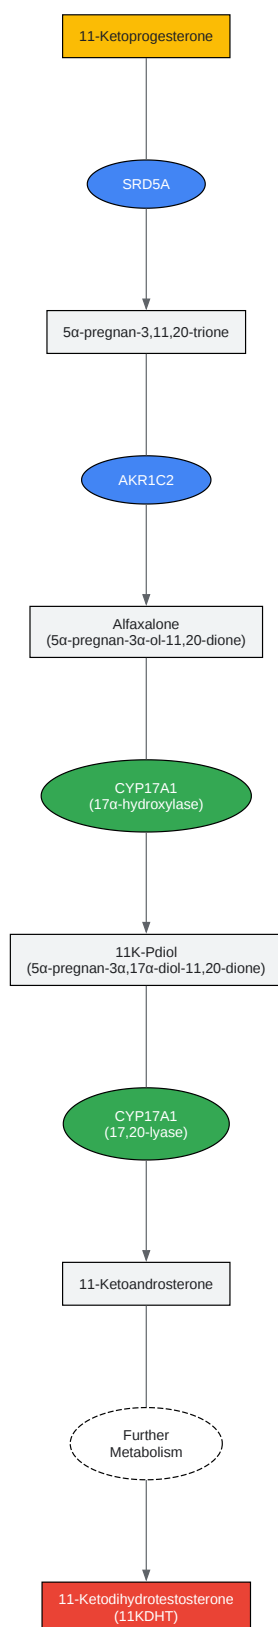 11-Ketoprogesterone
SRD5A
5α-pregnan-3,11,20-trione
AKR1C2
Alfaxalone
(5α-pregnan-3α-ol-11,20-dione)
CYP17A1
(17α-hydroxylase)
11K-Pdiol
(5α-pregnan-3α,17α-diol-11,20-dione)
CYP17A1
(17,20-lyase)
11-Ketoandrosterone
Further
Metabolism
11-Ketodihydrotestosterone
(11KDHT)